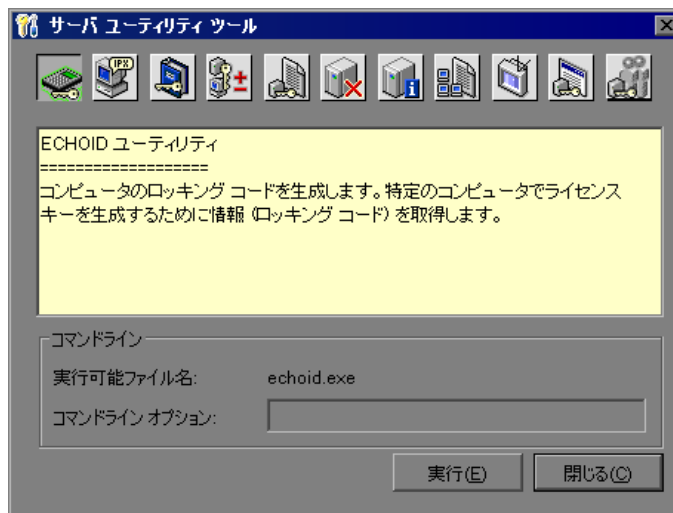 サーバ ユーティリティ ツール
IPX
ECHOID ユーティリティ
===================
コンピュータのロッキング コードを生成します。特定のコンピュータでライセンス
キーを生成するために情報 (ロッキング コード) を取得します。
コマンドライン
実行可能ファイル名: echoid.exe
コマンドライン オプション:
実行(E) 閉じる(C)